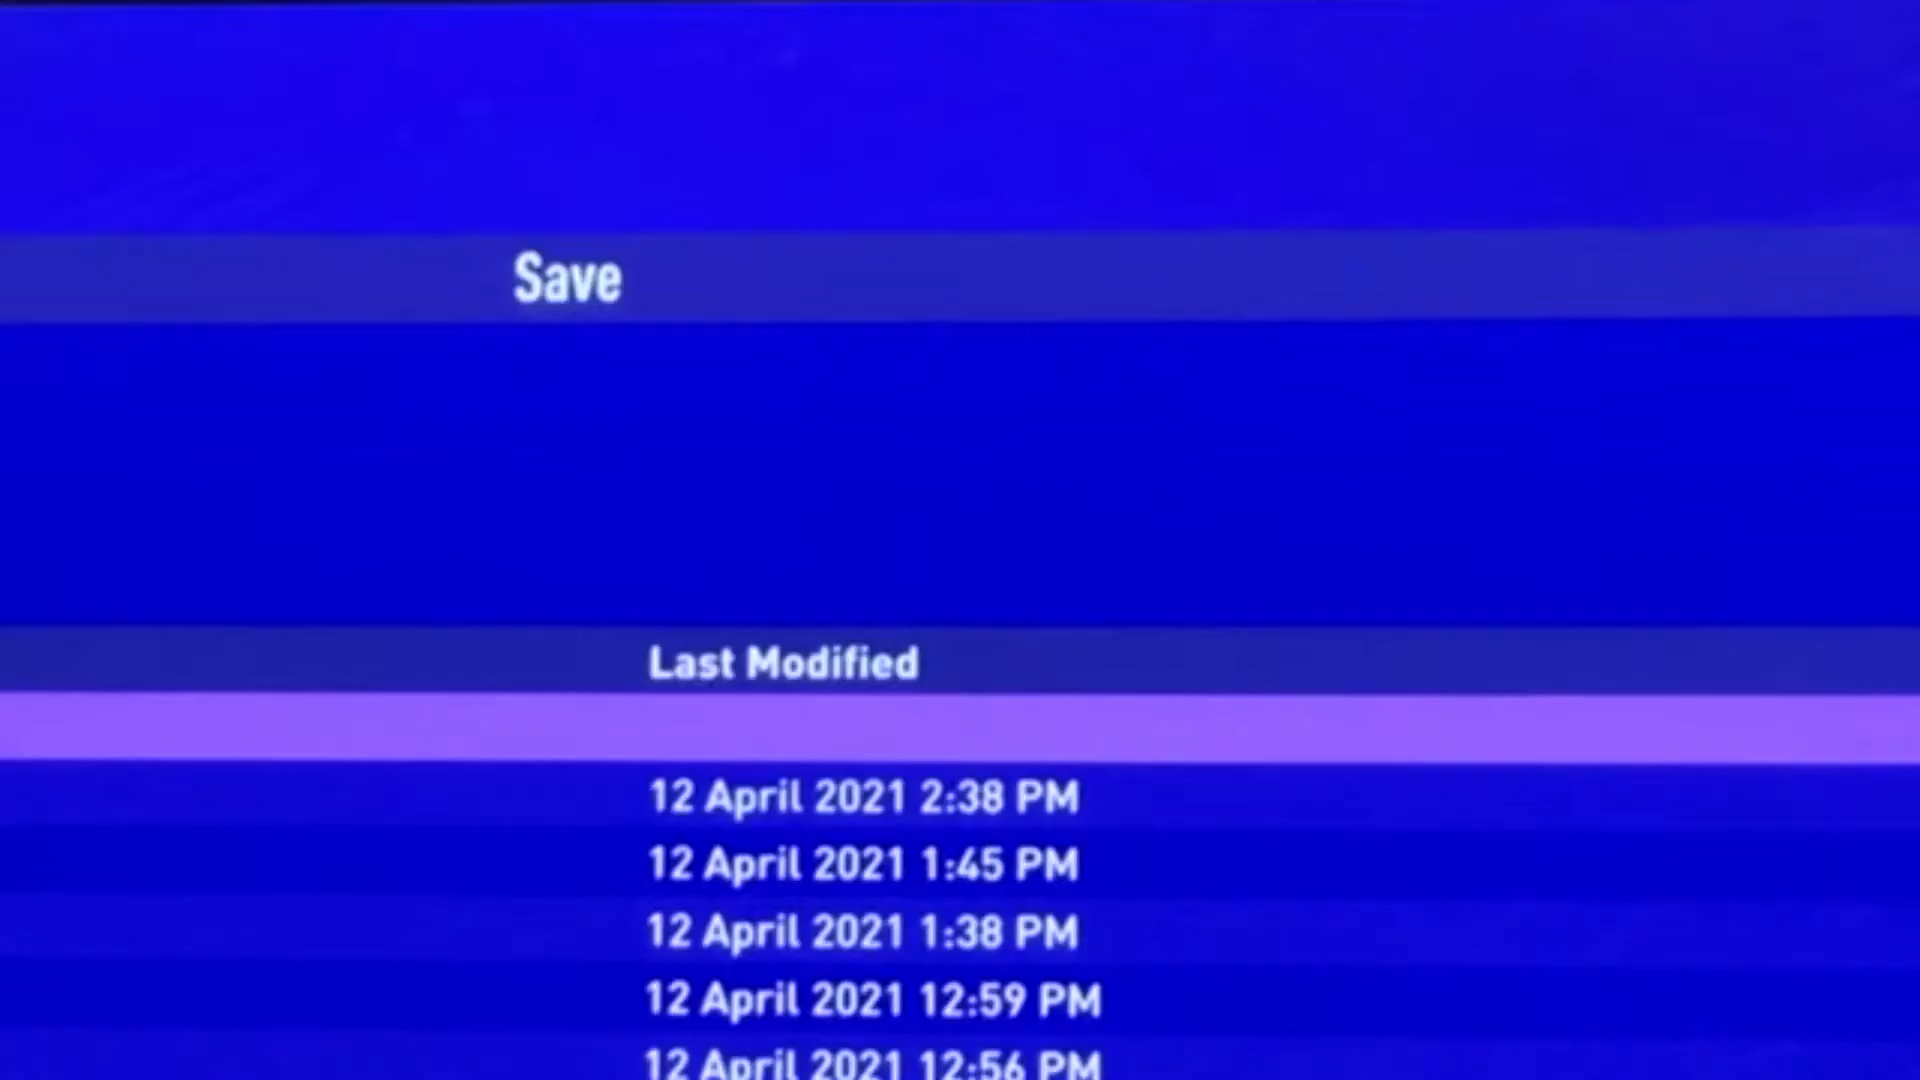 Save
Last Modified
12 April 2021 2:38 PM
12 April 2021 1:45 PM
12 April 2021 1:38 PM
12 April 2021 12:59 PM
12 April 2021 12:56 PM